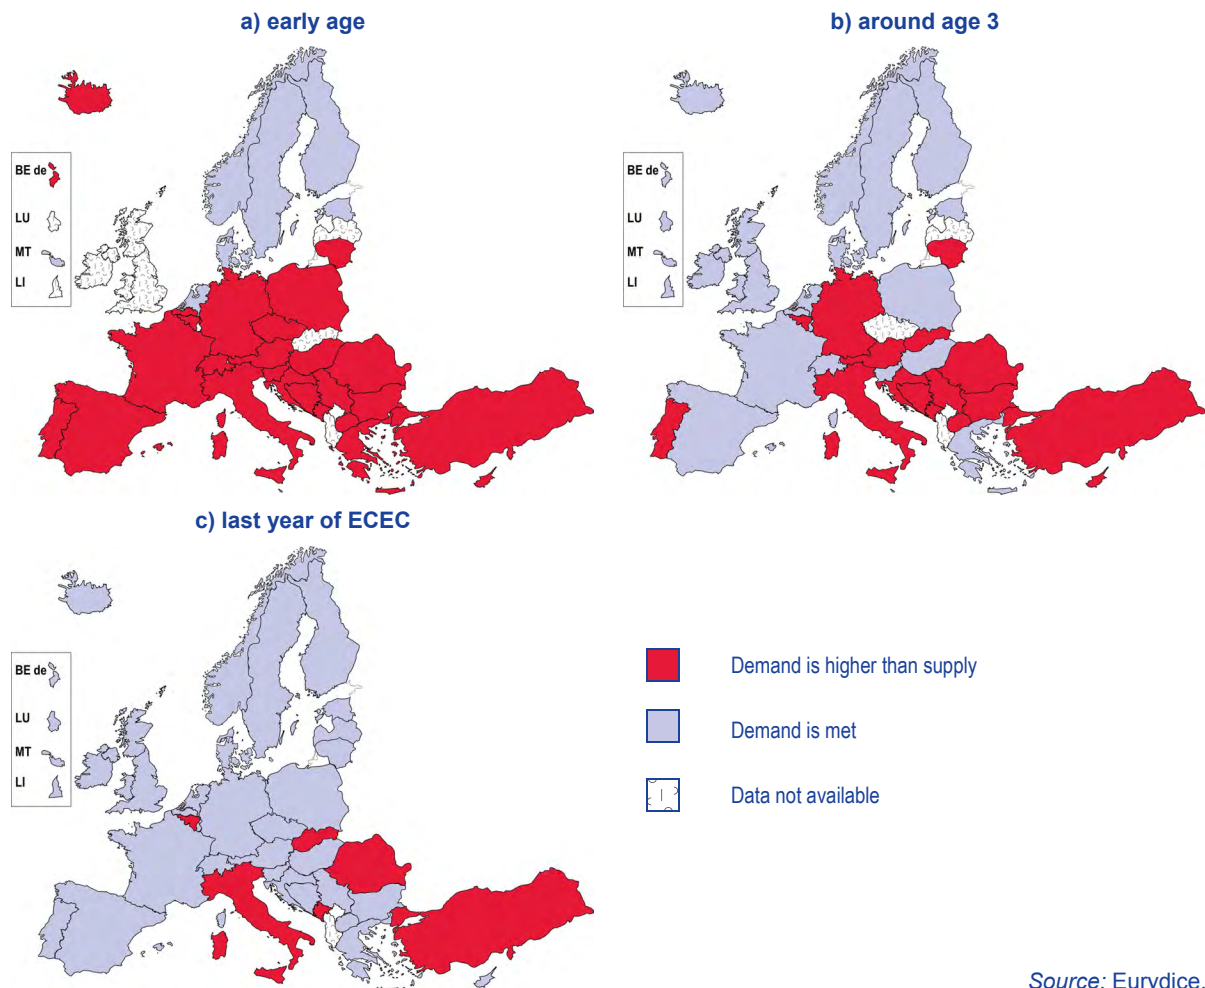 a) early age
b) around age 3
BE de
LU
MT
LI
BE de
LU
MT
LI
c) last year of ECEC
BE de
LU
MT
LI
Demand is higher than supply
Demand is met
Data not available
Source: Eurydice.